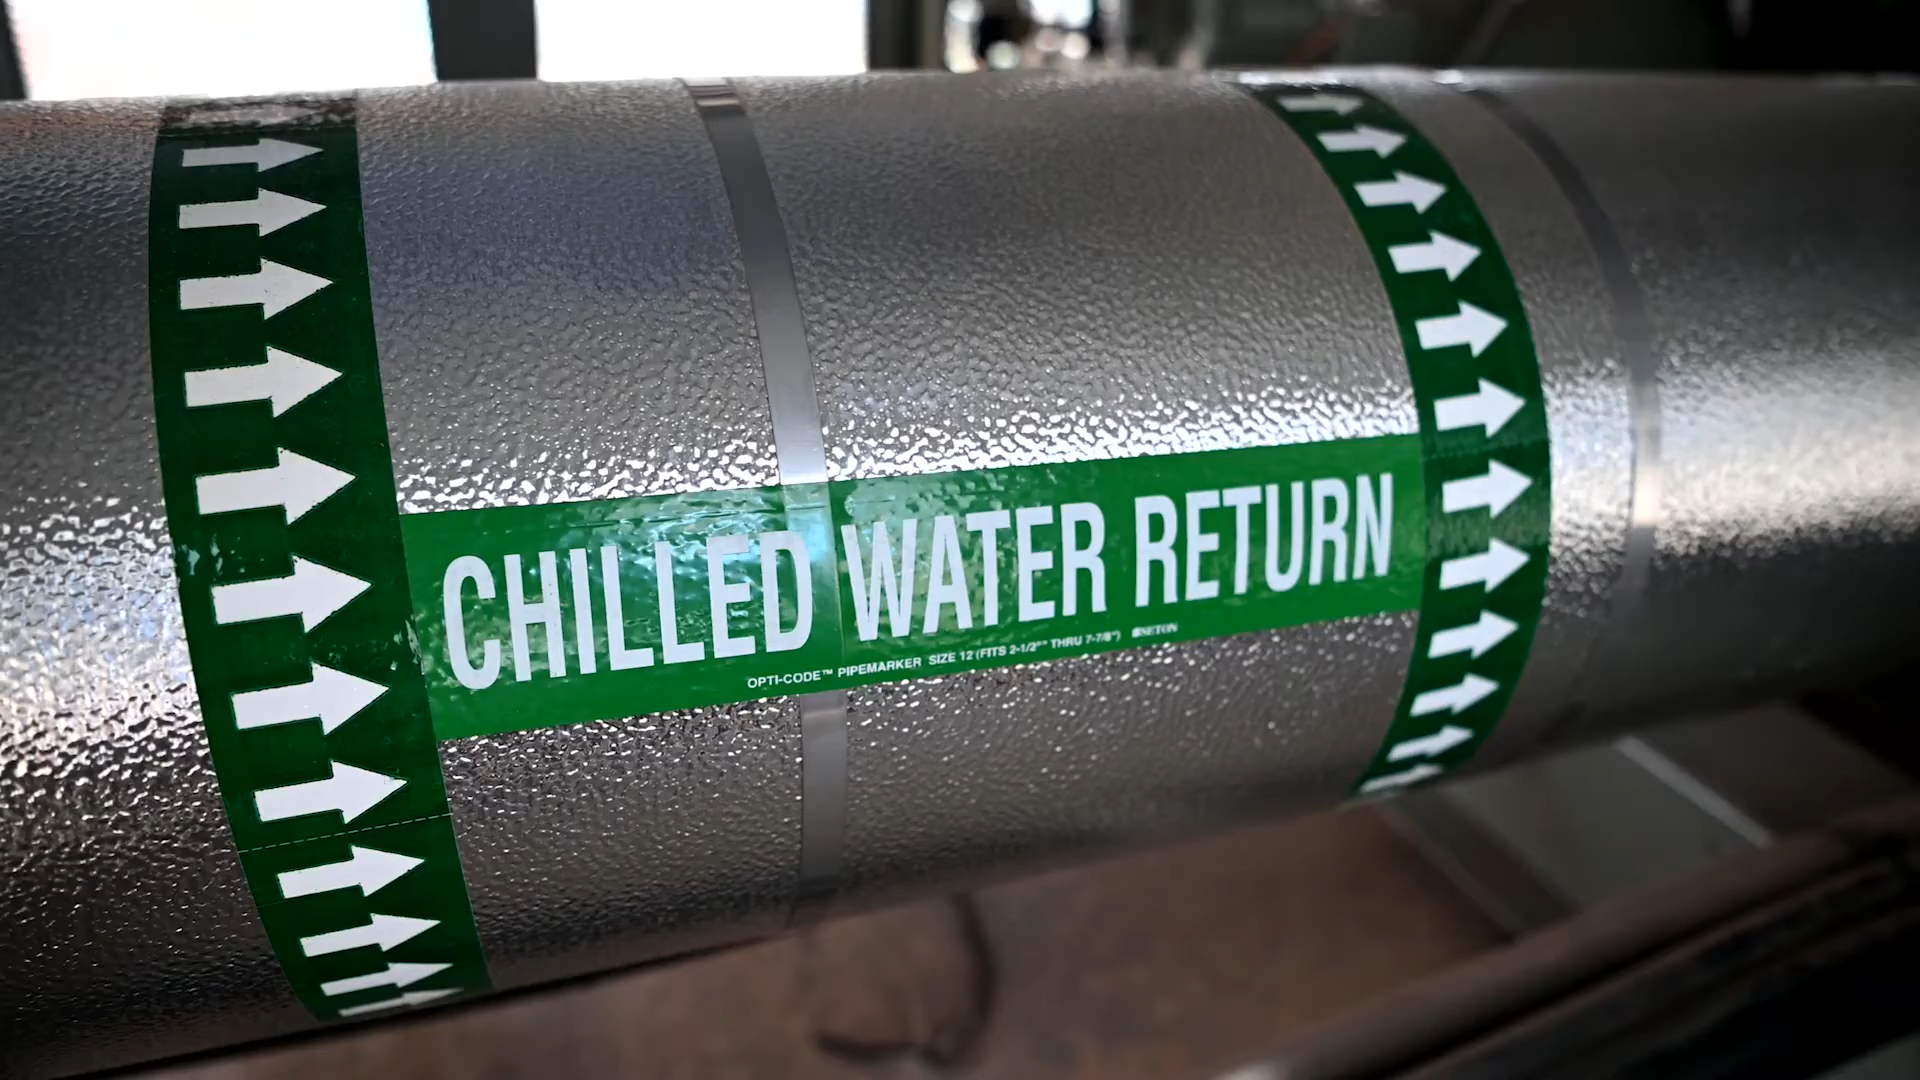 CHILLED WATER RETURN
OPTI-CODE™ PIPEMARKER SIZE 12 (FITS 2-1/2"" THRU 7-7/8") SETON